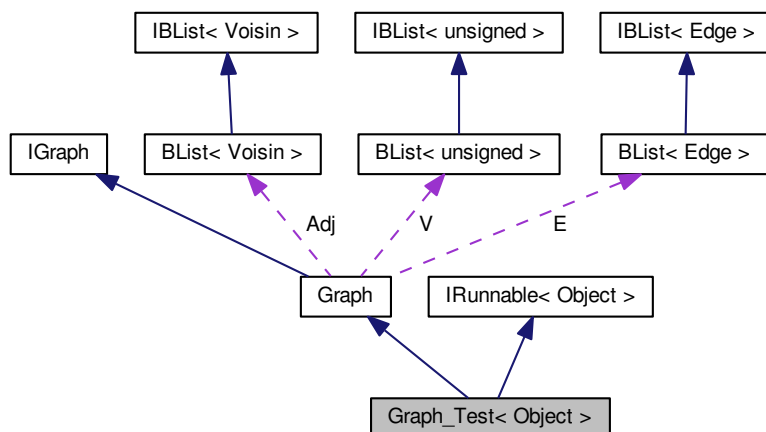 IBList< Voisin >
IBList< unsigned >
IBList< Edge >
IGraph
BList< Voisin >
BList< unsigned >
BList< Edge >
Adj
V
E
Graph
IRunnable< Object >
Graph_Test< Object >